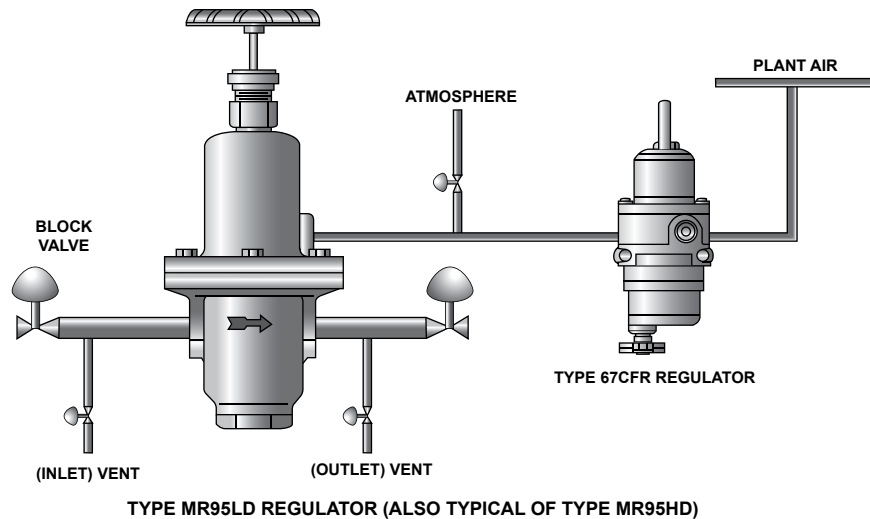 PLANT AIR
ATMOSPHERE
BLOCK
VALVE
TYPE 67CFR REGULATOR
(INLET) VENT
(OUTLET) VENT
TYPE MR95LD REGULATOR (ALSO TYPICAL OF TYPE MR95HD)